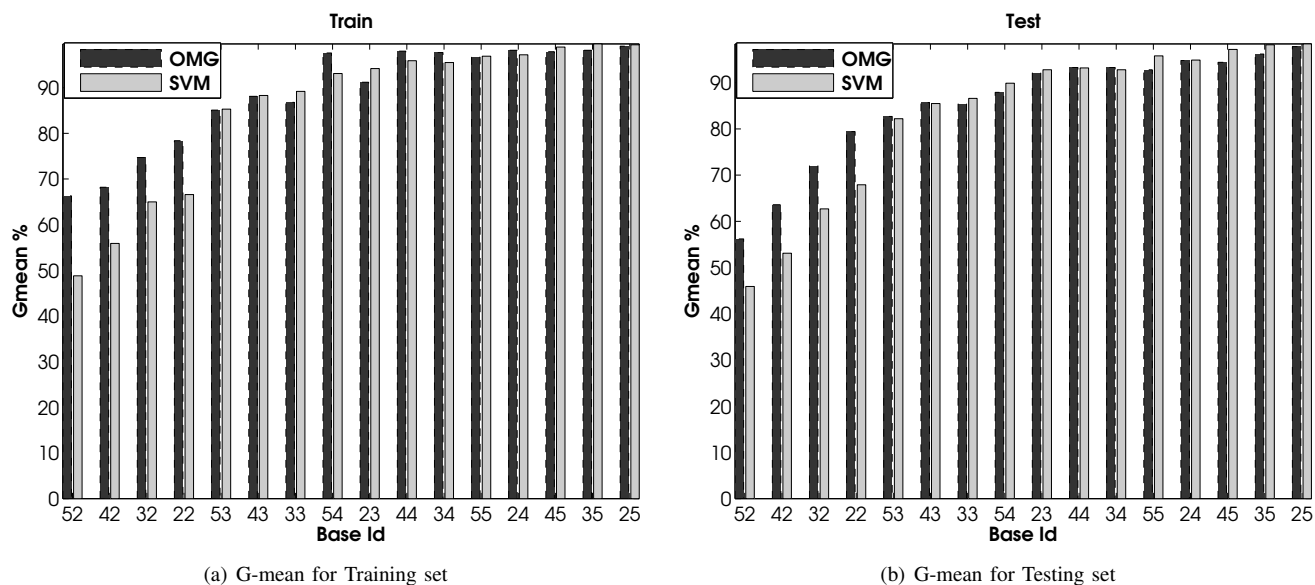 Train
OMG
SVM
Gmean %
90
80
70
60
50
40
30
20
10
0
52 42 32 22 53 43 33 54 23 44 34 55 24 45 35 25
Base Id
(a) G-mean for Training set
Test
OMG
SVM
Gmean %
90
80
70
60
50
40
30
20
10
0
52 42 32 22 53 43 33 54 23 44 34 55 24 45 35 25
Base Id
(b) G-mean for Testing set